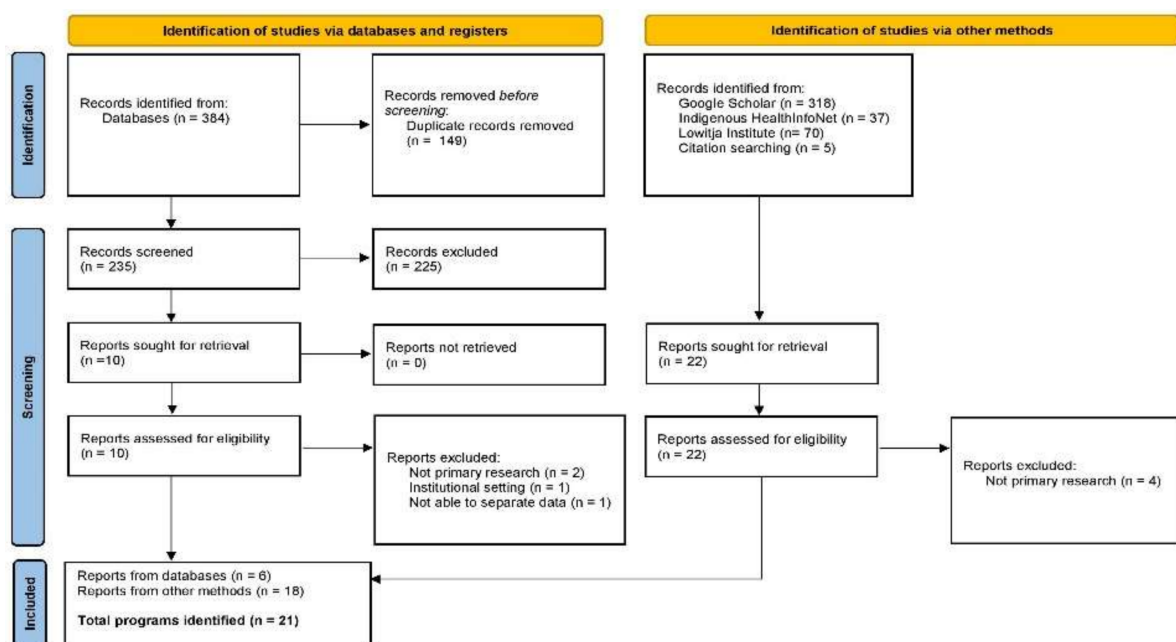 Identification of studies via databases and registers
Identification of studies via other methods
Identification
Records identified from:
Databases (n = 384)
Records removed before
screening:
Duplicate records removed
(n = 149)
Records identified from:
Google Scholar (n = 318)
Indigenous HealthInfoNet (n = 37)
Lowitja Institute (n= 70)
Citation searching (n = 5)
Screening
Records screened
(n = 235)
Records excluded
(n = 225)
Reports sought for retrieval
(n =10)
Reports not retrieved
(n = 0)
Reports sought for retrieval
(n = 22)
Reports assessed for eligibility
(n = 10)
Reports excluded:
Not primary research (n = 2)
Institutional setting (n = 1)
Not able to separate data (n = 1)
Reports assessed for eligibility
(n = 22)
Reports excluded:
Not primary research (n = 4)
Included
Reports from databases (n = 6)
Reports from other methods (n = 18)
Total programs identified (n = 21)